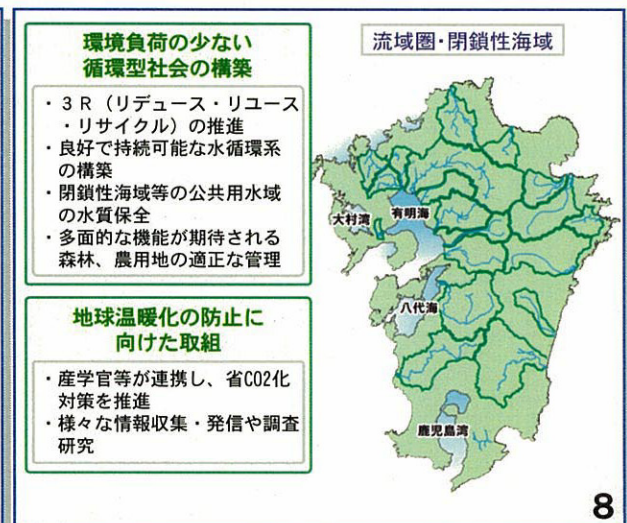 環境負荷の少ない
循環型社会の構築
・３Ｒ（リデュース・リユース
・リサイクル）の推進
・良好で持続可能な水循環系
の構築
・閉鎖性海域等の公共用水域
の水質保全
・多面的な機能が期待される
森林、農用地の適正な管理
地球温暖化の防止に
向けた取組
・産学官等が連携し、省CO2化
対策を推進
・様々な情報収集・発信や調査
研究
流域圏・閉鎖性海域
大村湾
有明海
八代海
鹿児島湾
8